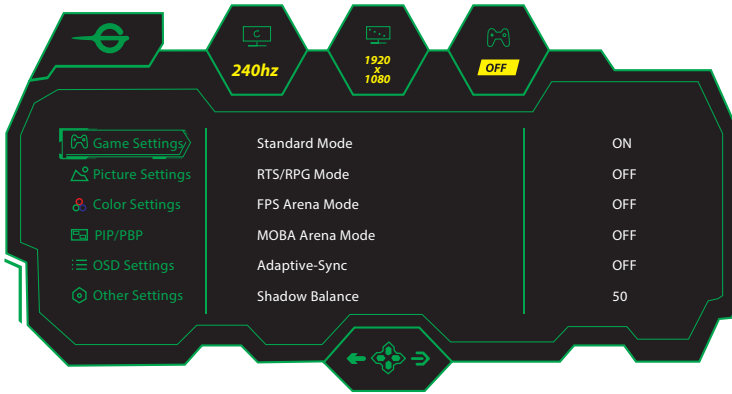 240hz
1920
x
1080
OFF
Game Settings
Standard Mode
ON
Picture Settings
RTS/RPG Mode
OFF
Color Settings
FPS Arena Mode
OFF
PIP/PBP
MOBA Arena Mode
OFF
OSD Settings
Adaptive-Sync
OFF
Other Settings
Shadow Balance
50